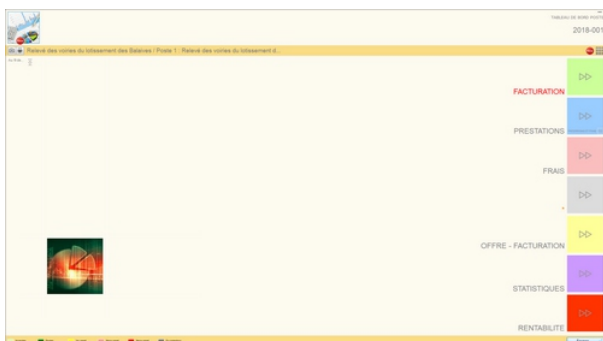 TABLEAU DE BORD POSTE
2018-001
Relevé des voiries du lotissement des Balaives / Poste 1 : Relevé des voiries du lotissement d...
FACTURATION
PRESTATIONS
FRAIS
OFFRE - FACTURATION
STATISTIQUES
RENTABILITE